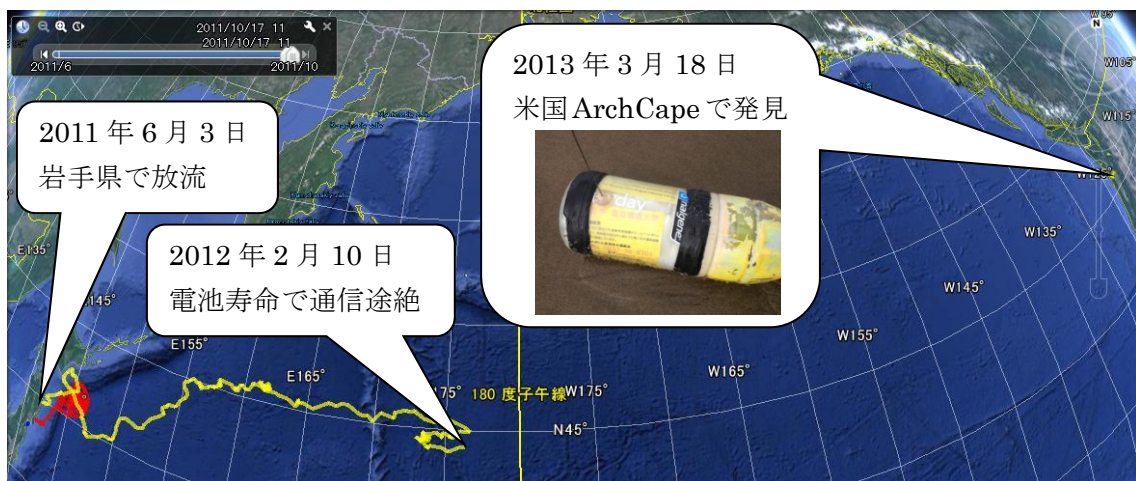 2011/10/17 11
2011/10/17 11
2011/6
2011/10
2011 年 6 月 3 日
岩手県で放流
2012 年 2 月 10 日
電池寿命で通信途絶
2013 年 3 月 18 日
米国 ArchCape で発見
day
nalgene
N
W105°
W115°
W135°
W145°
W155°
W165°
W175°
180 度子午線
175°
E165°
E155°
E145°
E135°
N45°